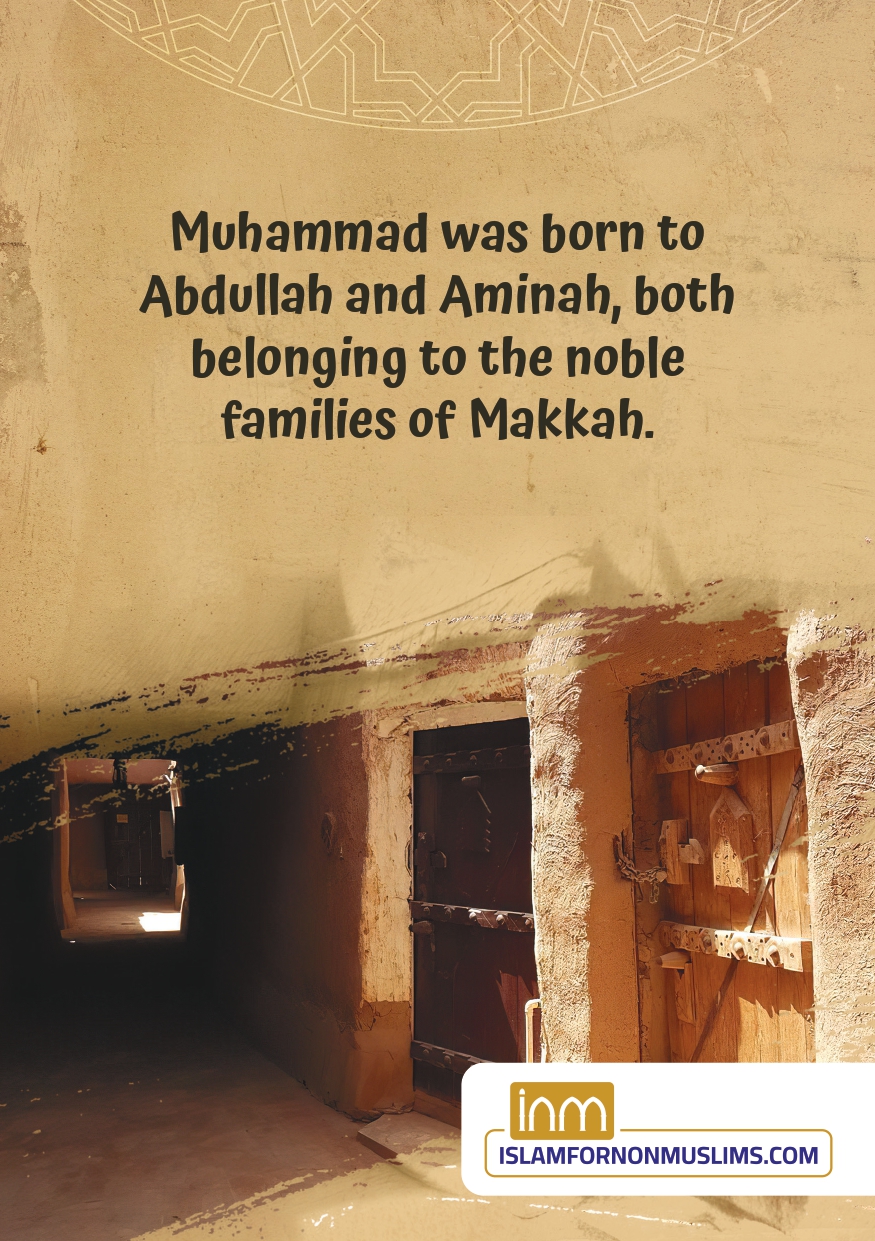 Muhammad was born to
Abdullah and Aminah, both
belonging to the noble
families of Makkah.
inm
ISLAMFORNONMUSLIMS.COM